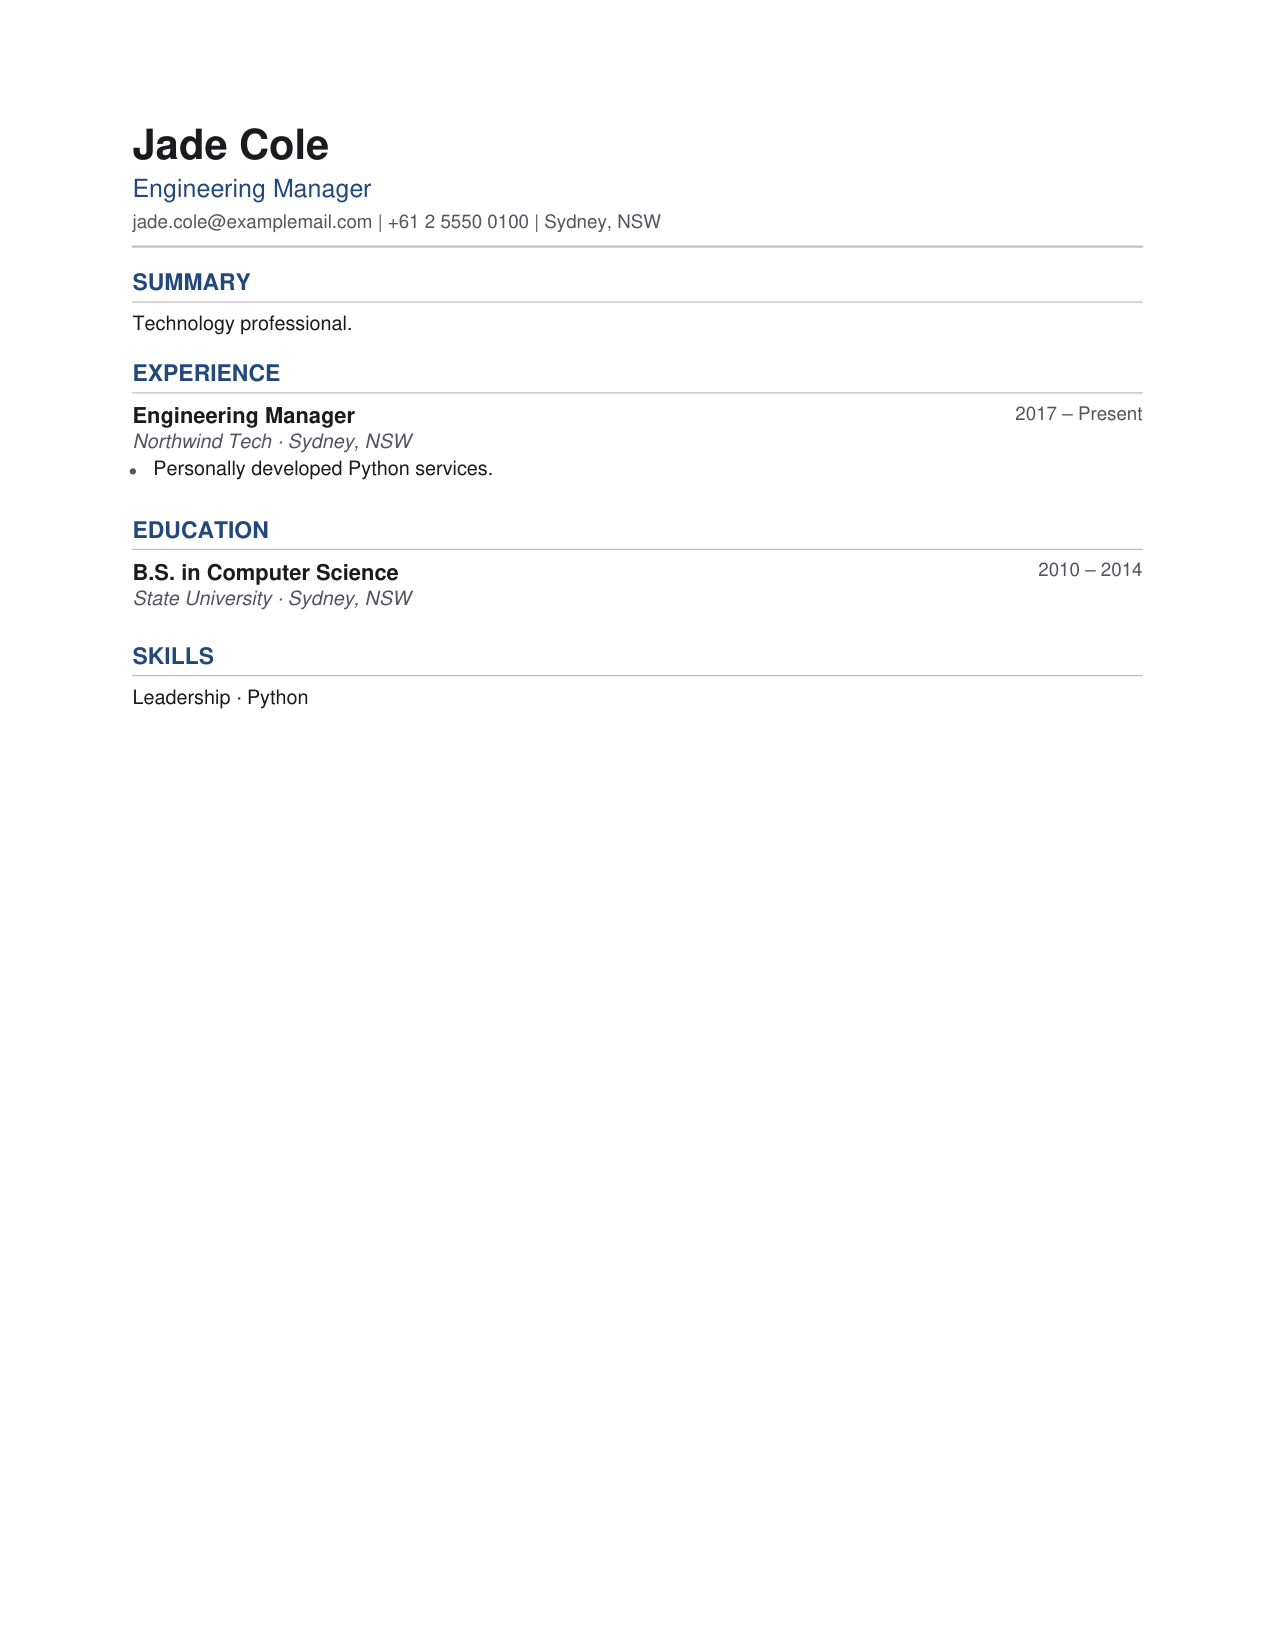 Jade Cole
Engineering Manager
jade.cole@examplemail.com | +61 2 5550 0100 | Sydney, NSW
SUMMARY
Technology professional.
EXPERIENCE
Engineering Manager 2017 – Present
Northwind Tech · Sydney, NSW
• Personally developed Python services.
EDUCATION
B.S. in Computer Science 2010 – 2014
State University · Sydney, NSW
SKILLS
Leadership · Python